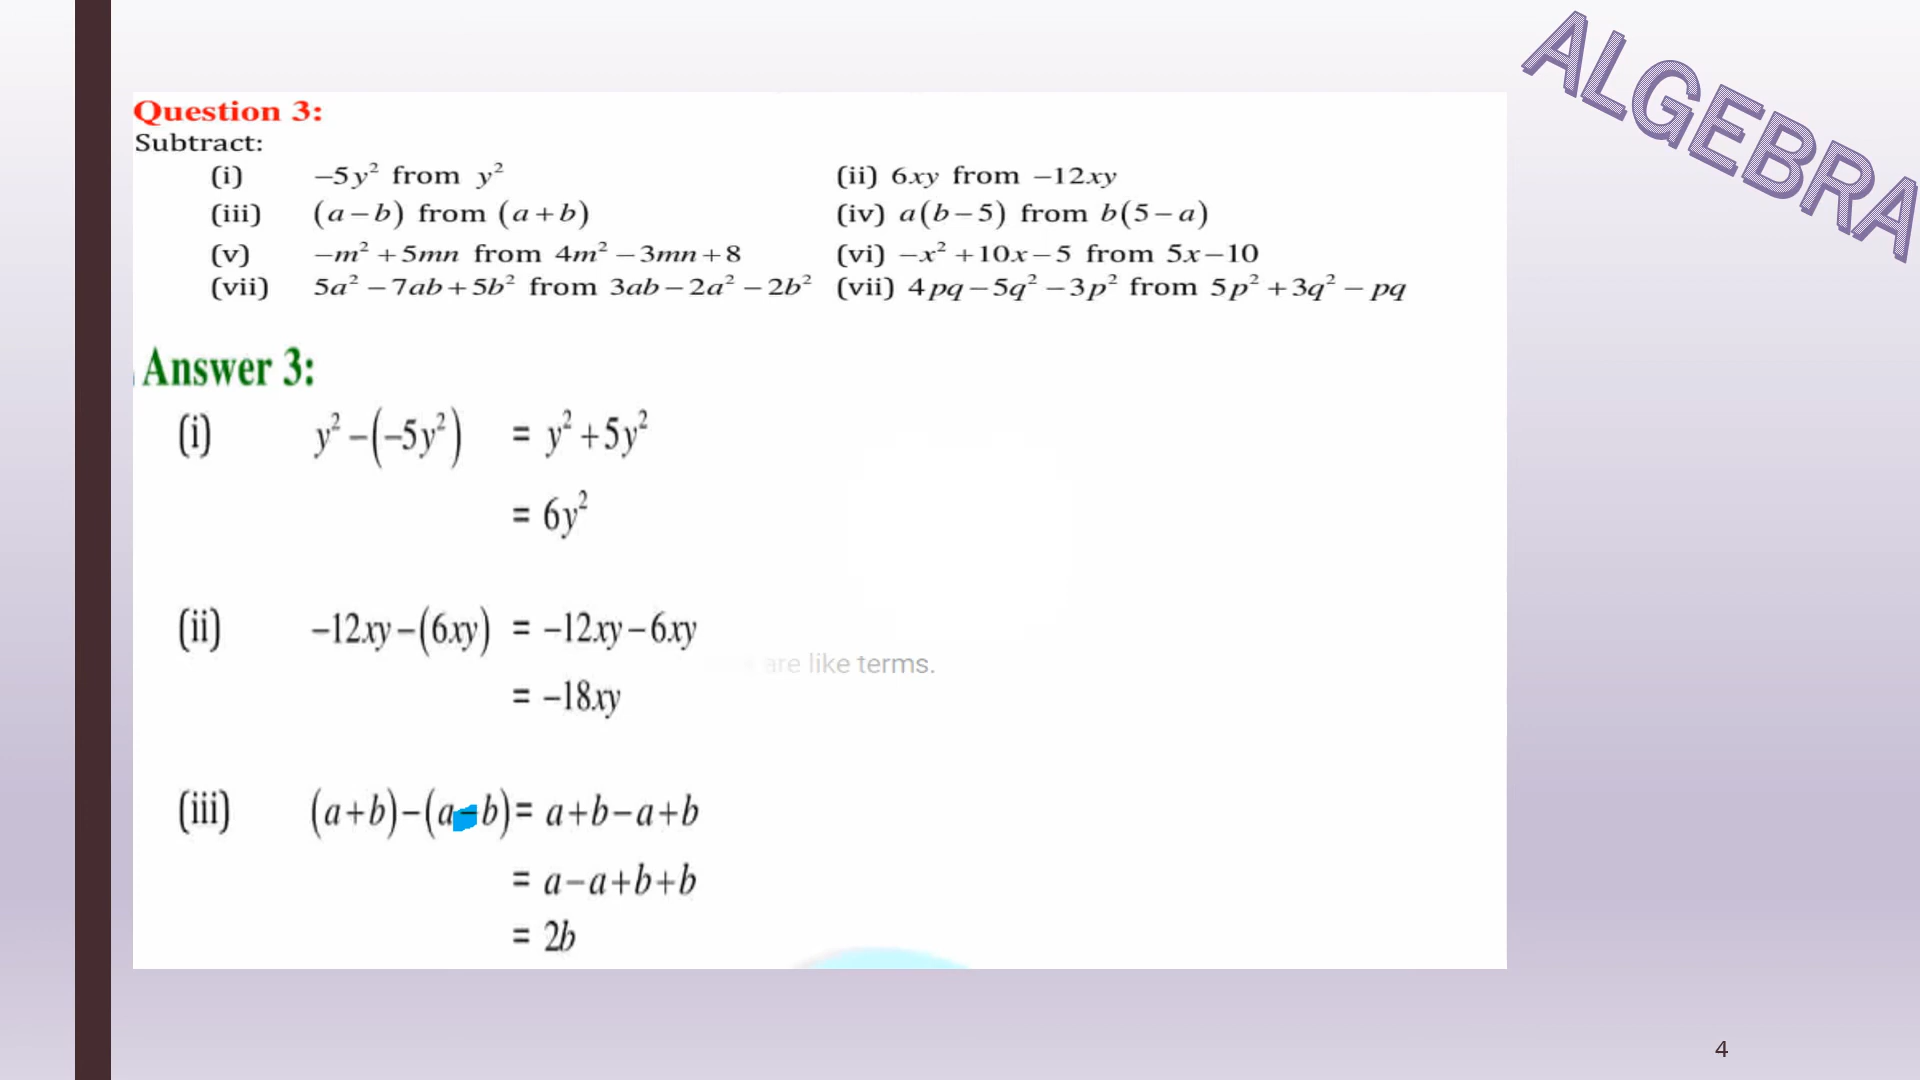 ALGEBRA
Question 3:
Subtract:
(i) −5y² from y² (ii) 6xy from −12xy
(iii) (a−b) from (a+b) (iv) a(b−5) from b(5−a)
(v) −m² +5mn from 4m² −3mn+8 (vi) −x² +10x−5 from 5x−10
(vii) 5a² −7ab+5b² from 3ab−2a² −2b² (vii) 4pq−5q² −3p² from 5p² +3q² − pq
Answer 3:
(i) y² −(−5y²) = y² +5y²
= 6y²
(ii) −12xy−(6xy) = −12xy−6xy
are like terms.
= −18xy
(iii) (a+b)−(a−b)= a+b−a+b
= a−a+b+b
= 2b
4